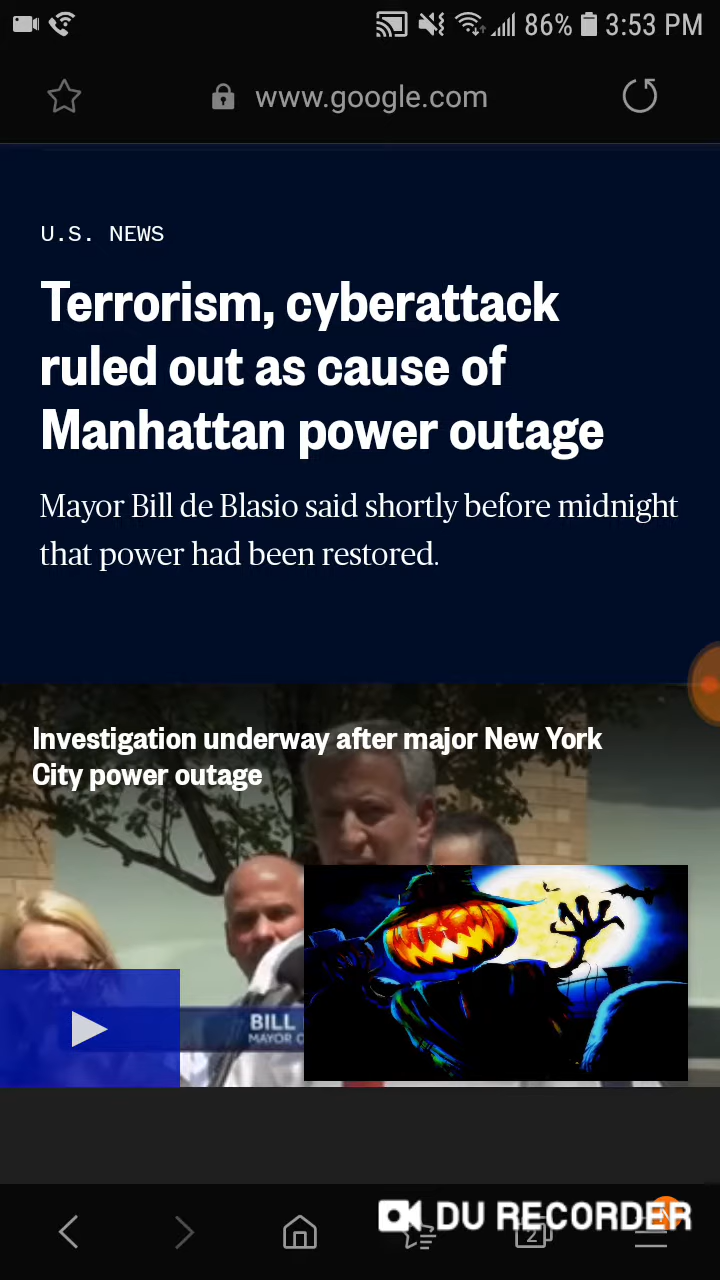 86% 3:53 PM
www.google.com
U.S. NEWS
Terrorism, cyberattack
ruled out as cause of
Manhattan power outage
Mayor Bill de Blasio said shortly before midnight
that power had been restored.
Investigation underway after major New York
City power outage
BILL
MAYOR
DU RECORDER
2
N